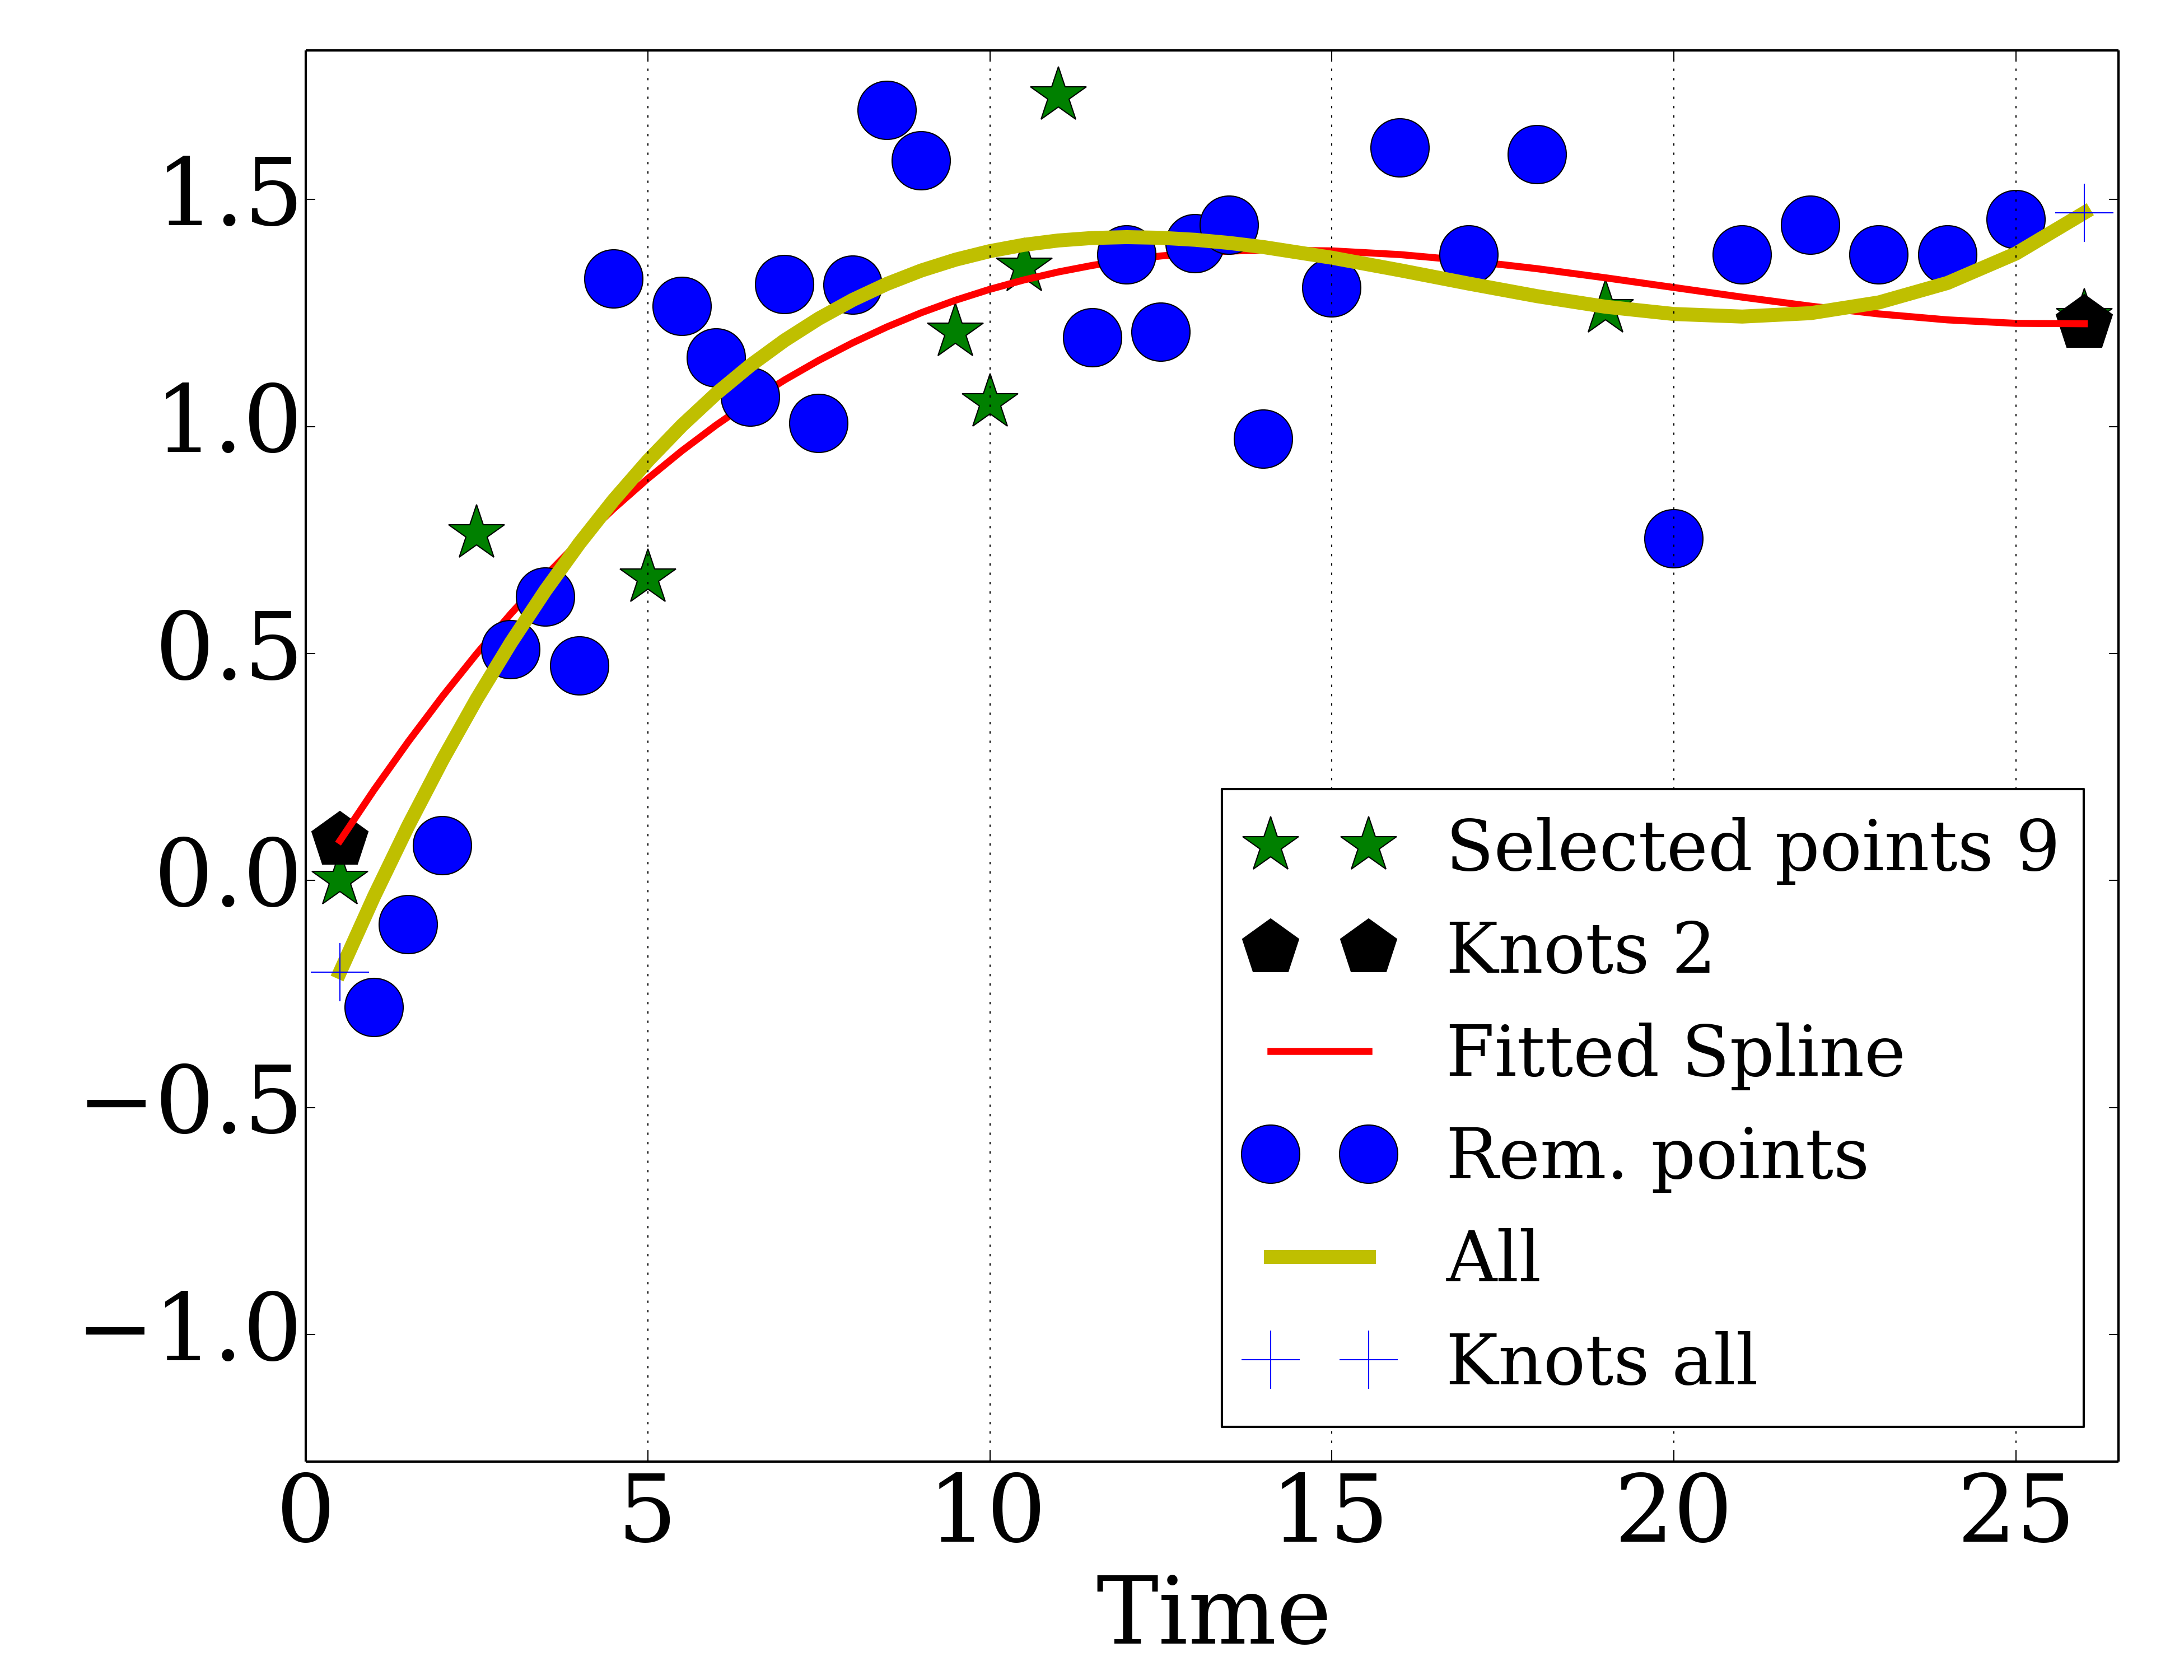 1.5
1.0
0.5
0.0
−0.5
−1.0
Selected points 9
Knots 2
Fitted Spline
Rem. points
All
Knots all
0 5 10 15 20 25
Time